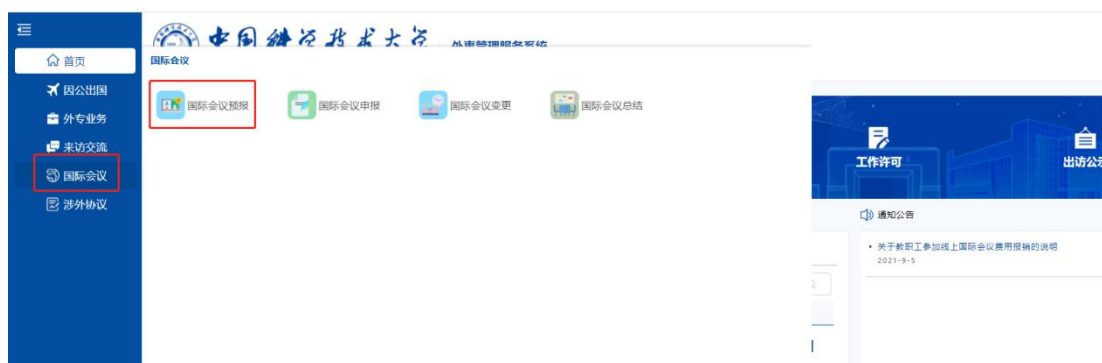 中国科学技术大学 外事管理服务系统
首页
因公出国
外专业务
来访交流
国际会议
涉外协议
国际会议
国际会议预报
国际会议申报
国际会议变更
国际会议总结
工作许可
出访公示
通知公告
• 关于教职工参加线上国际会议费用报销的说明
2021-9-5